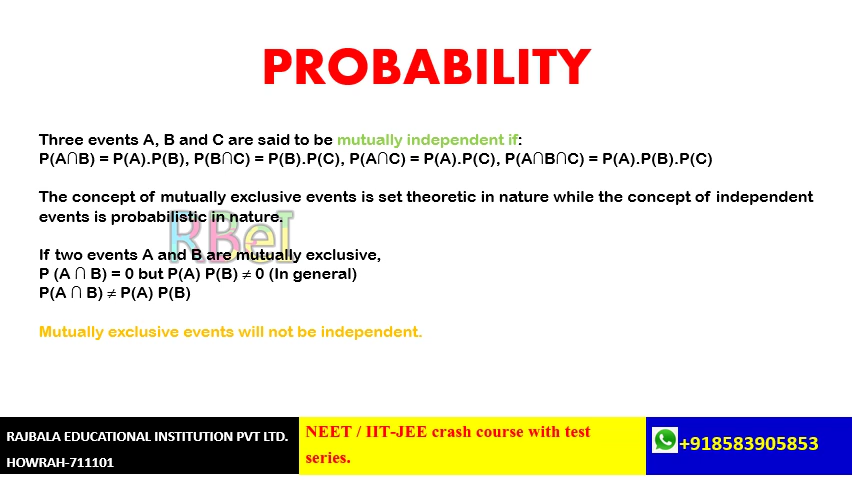 PROBABILITY
Three events A, B and C are said to be mutually independent if:
P(A∩B) = P(A).P(B), P(B∩C) = P(B).P(C), P(A∩C) = P(A).P(C), P(A∩B∩C) = P(A).P(B).P(C)
The concept of mutually exclusive events is set theoretic in nature while the concept of independent
events is probabilistic in nature.
RBeI
If two events A and B are mutually exclusive,
P (A ∩ B) = 0 but P(A) P(B) ≠ 0 (In general)
P(A ∩ B) ≠ P(A) P(B)
Mutually exclusive events will not be independent.
RAJBALA EDUCATIONAL INSTITUTION PVT LTD.
HOWRAH-711101
NEET / IIT-JEE crash course with test
series.
+918583905853